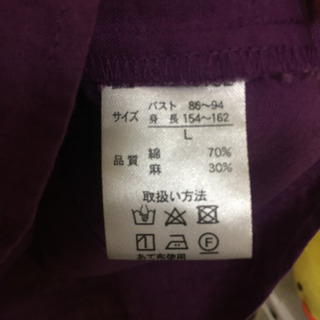 サイズ
バスト 86～94
身長 154～162
L
品質
綿 70%
麻 30%
取扱い方法
F
あて布使用